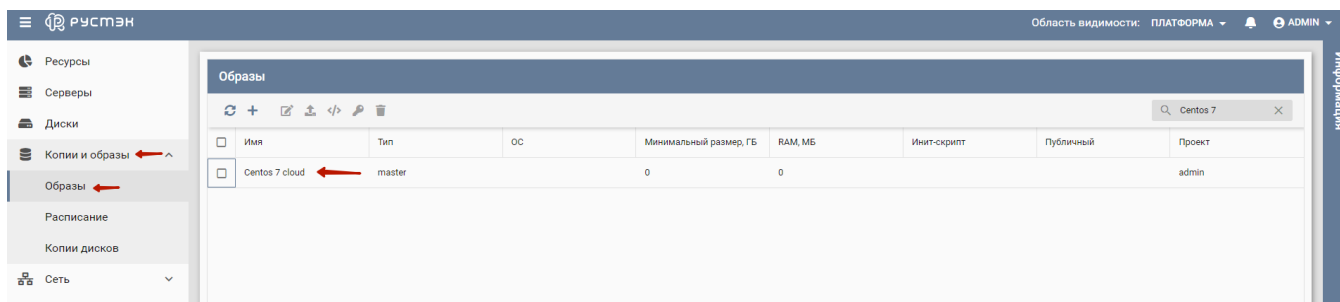 РУСТЭК
Область видимости: ПЛАТФОРМА
ADMIN
Ресурсы
Серверы
Диски
Копии и образы
Образы
Расписание
Копии дисков
Сеть
Образы
Centos 7
Имя Тип ОС Минимальный размер, ГБ RAM, МБ Инит-скрипт Публичный Проект
Centos 7 cloud master 0 0 admin
Информация